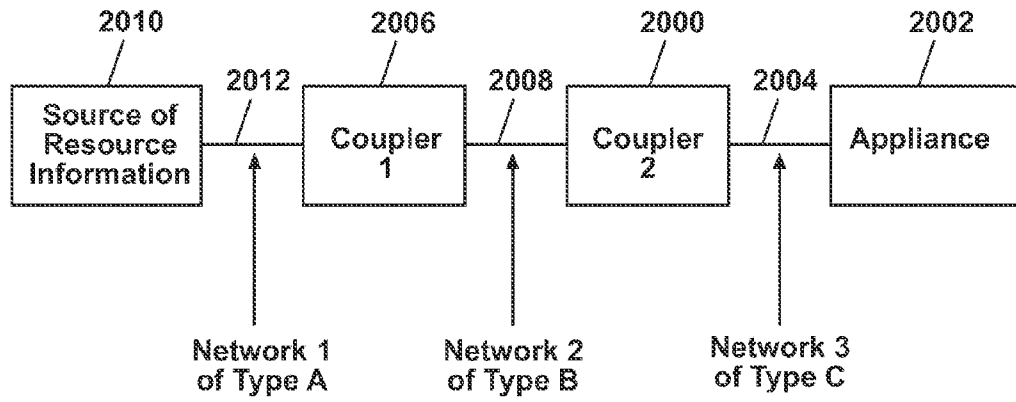 2010
2006
2000
2002
2012
2008
2004
Source of
Resource
Information
Coupler
1
Coupler
2
Appliance
Network 1
of Type A
Network 2
of Type B
Network 3
of Type C